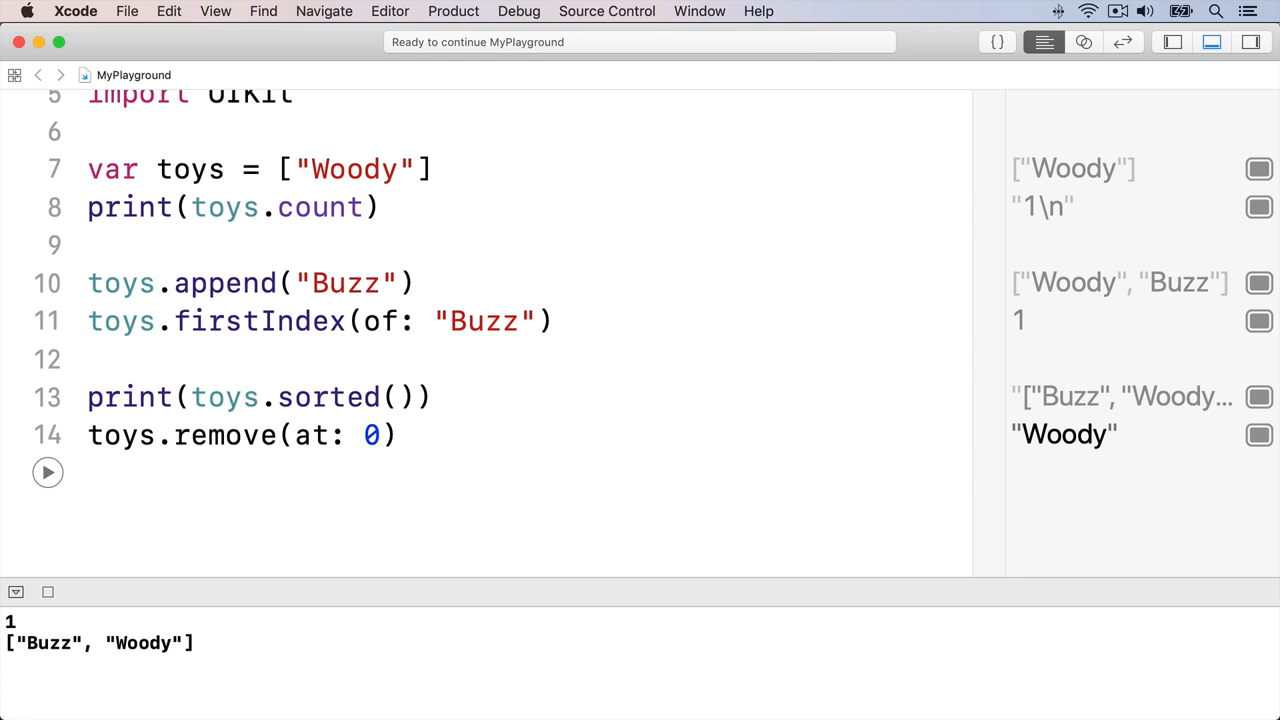 Xcode File Edit View Find Navigate Editor Product Debug Source Control Window Help
Ready to continue MyPlayground
{}
MyPlayground
5 import UIKit
6
7 var toys = ["Woody"] ["Woody"]
8 print(toys.count) "1\n"
9
10 toys.append("Buzz") ["Woody", "Buzz"]
11 toys.firstIndex(of: "Buzz") 1
12
13 print(toys.sorted()) "["Buzz", "Woody...
14 toys.remove(at: 0) "Woody"
1
["Buzz", "Woody"]